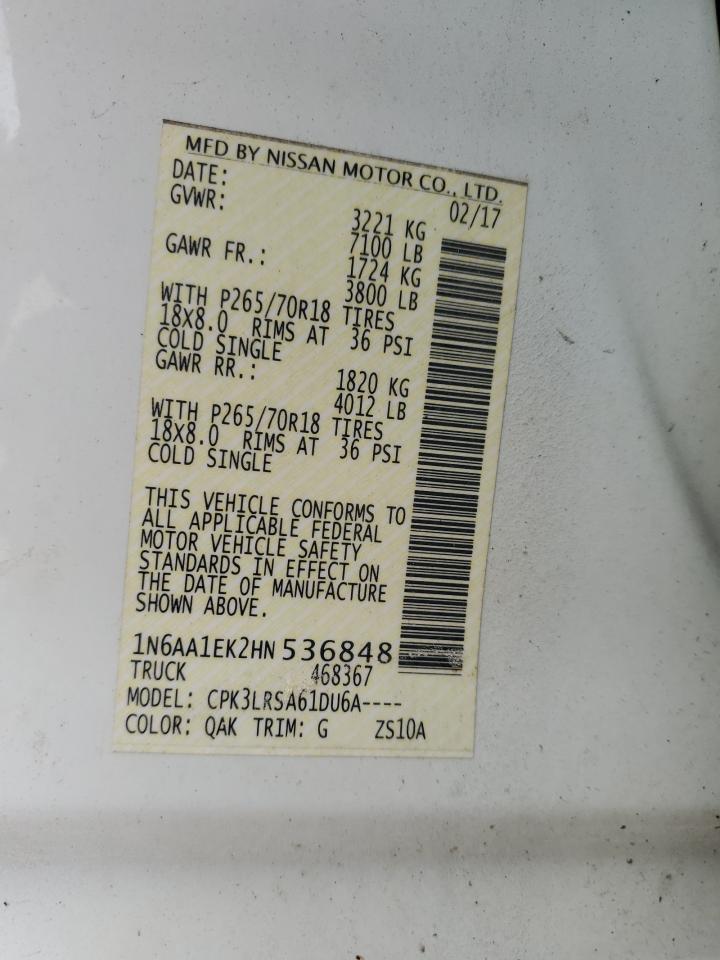 MFD BY NISSAN MOTOR CO., LTD.
DATE: 02/17
GVWR: 3221 KG
7100 LB
GAWR FR.: 1724 KG
3800 LB
WITH P265/70R18 TIRES
18X8.0 RIMS AT 36 PSI
COLD SINGLE
GAWR RR.: 1820 KG
4012 LB
WITH P265/70R18 TIRES
18X8.0 RIMS AT 36 PSI
COLD SINGLE
THIS VEHICLE CONFORMS TO
ALL APPLICABLE FEDERAL
MOTOR VEHICLE SAFETY
STANDARDS IN EFFECT ON
THE DATE OF MANUFACTURE
SHOWN ABOVE.
1N6AA1EK2HN536848
TRUCK 468367
MODEL: CPK3LRSA61DU6A----
COLOR: QAK TRIM: G ZS10A